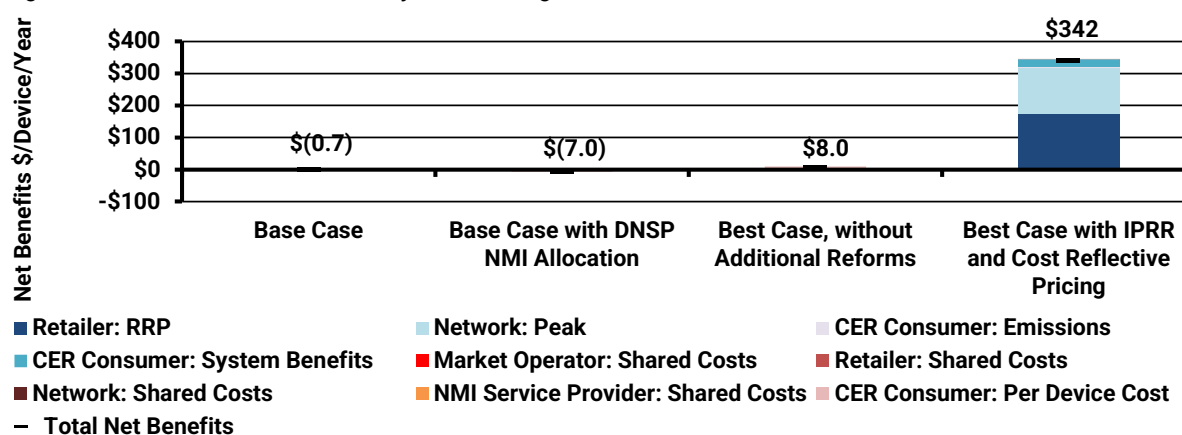 Net Benefits $/Device/Year
$400
$300
$200
$100
$0
-$100
$(0.7)
$(7.0)
$8.0
$342
Base Case
Base Case with DNSP
NMI Allocation
Best Case, without
Additional Reforms
Best Case with IPRR
and Cost Reflective
Pricing
Retailer: RRP
Network: Peak
CER Consumer: Emissions
CER Consumer: System Benefits
Market Operator: Shared Costs
Retailer: Shared Costs
Network: Shared Costs
NMI Service Provider: Shared Costs
CER Consumer: Per Device Cost
Total Net Benefits